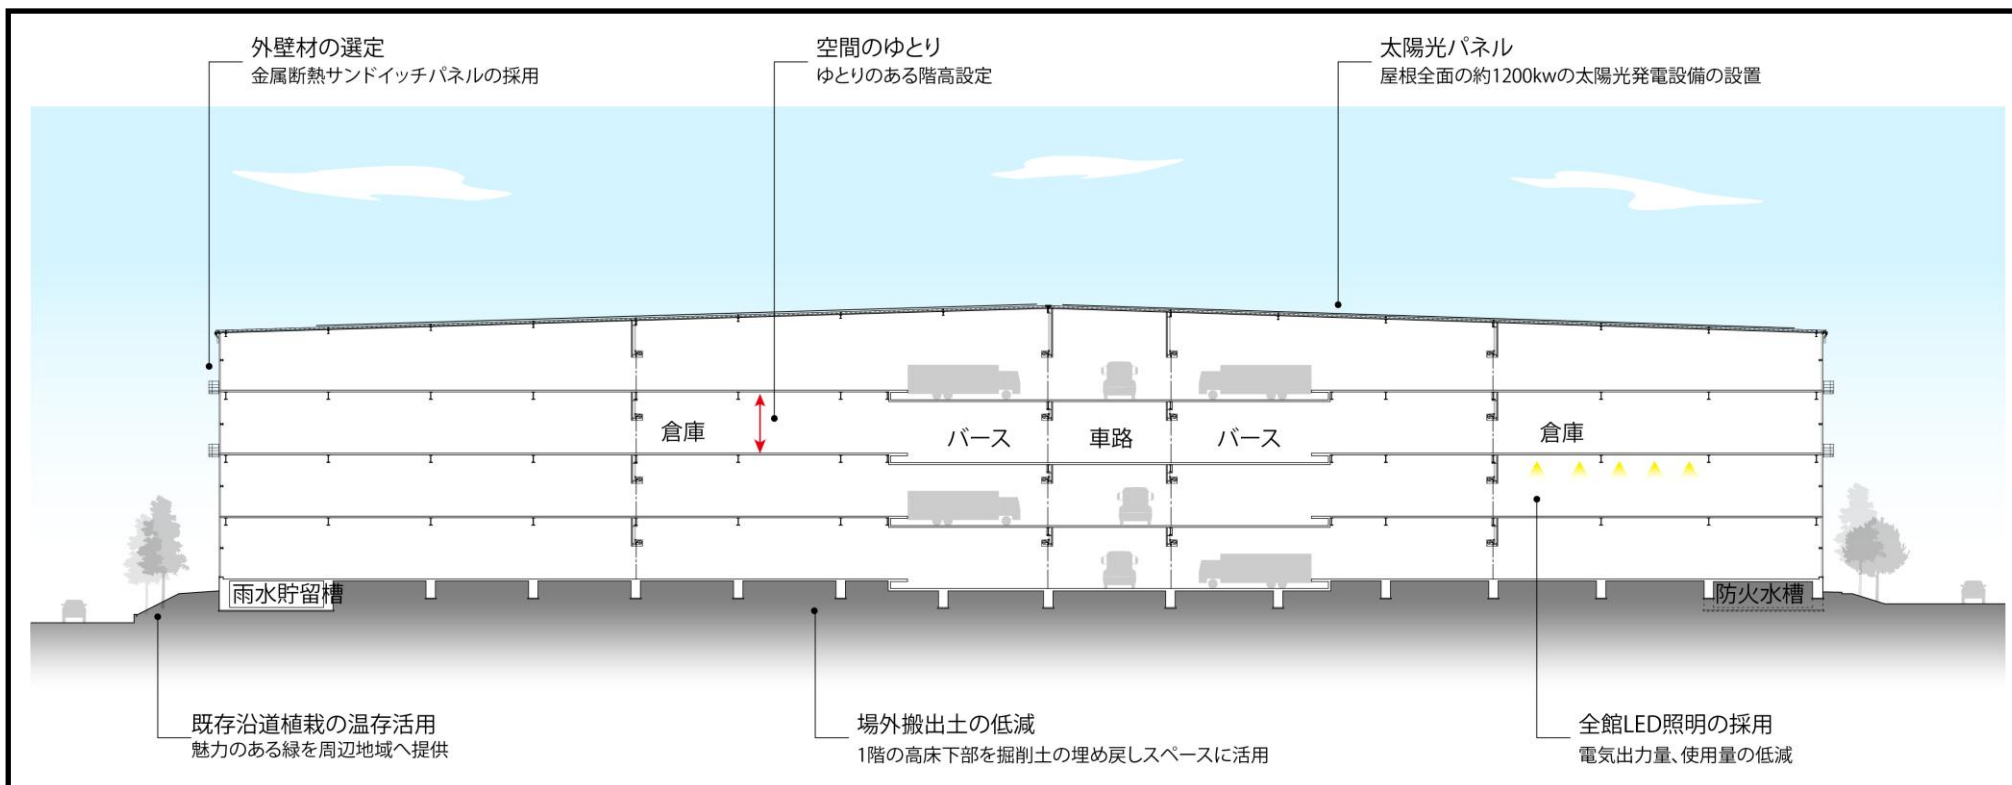 外壁材の選定
金属断熱サンドイッチパネルの採用
空間のゆとり
ゆとりのある階高設定
太陽光パネル
屋根全面の約1200kwの太陽光発電設備の設置
倉庫
バース
車路
バース
倉庫
雨水貯留槽
防火水槽
既存沿道植栽の温存活用
魅力のある緑を周辺地域へ提供
場外搬出土の低減
1階の高床下部を掘削土の埋め戻しスペースに活用
全館LED照明の採用
電気出力量、使用量の低減